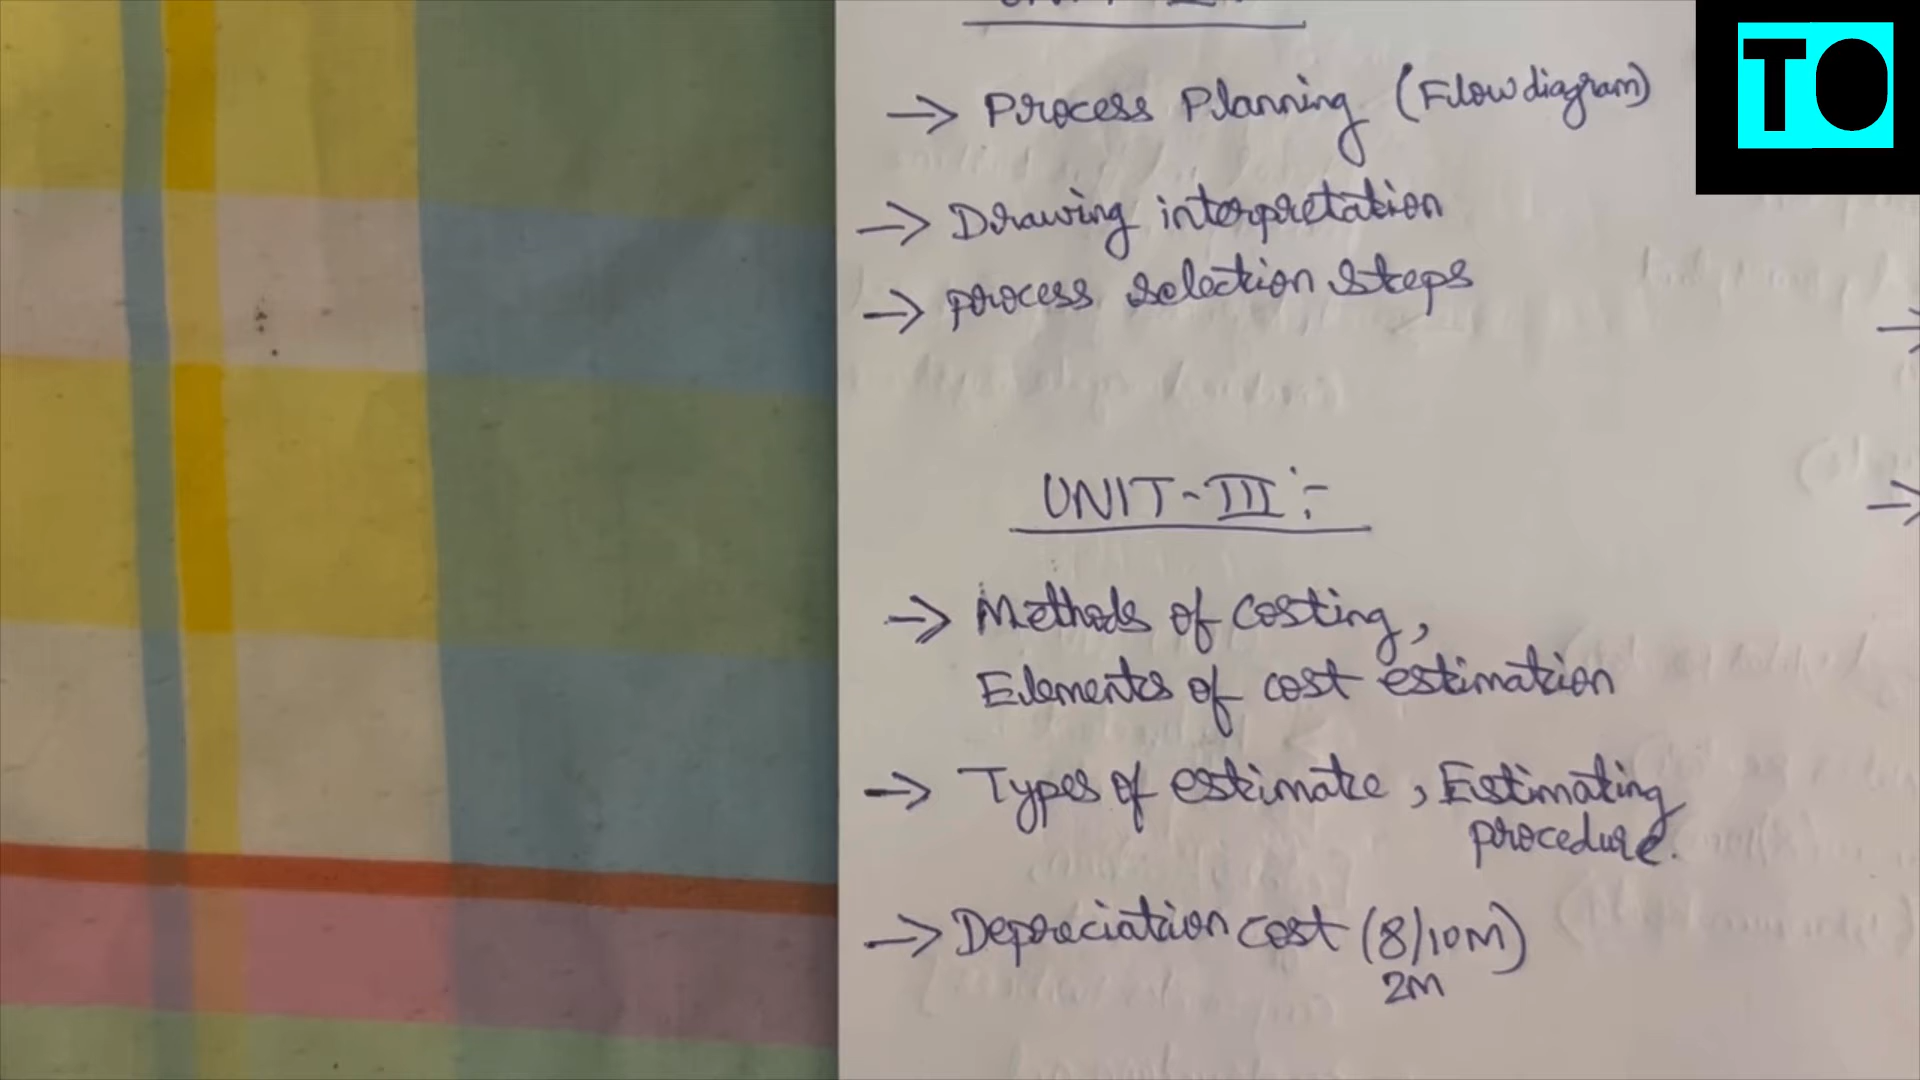 → Process Planning (Flow diagram)
→ Drawing interpretation
→ process selection steps
UNIT-III :-
→ Methods of costing,
Elements of cost estimation
→ Types of estimate, Estimating
procedure.
→ Depreciation cost (8/10M)
2M
TO